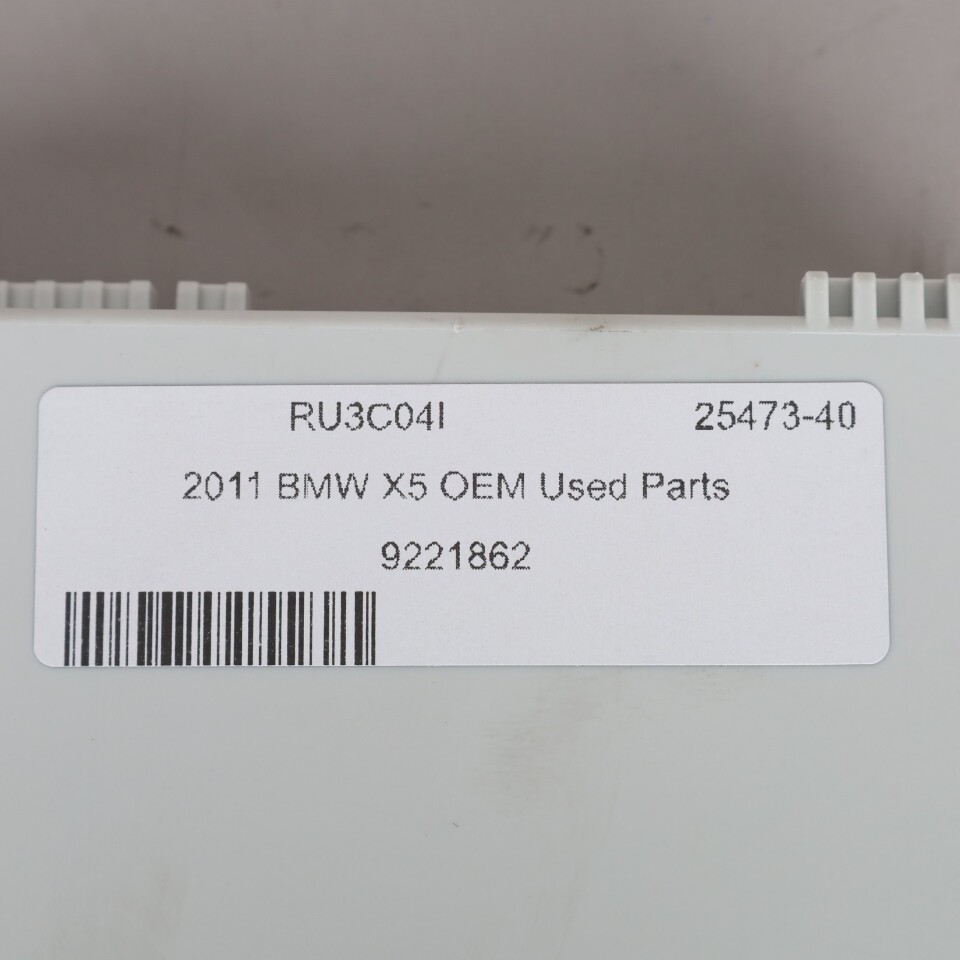 RU3C04I 25473-40
2011 BMW X5 OEM Used Parts
9221862